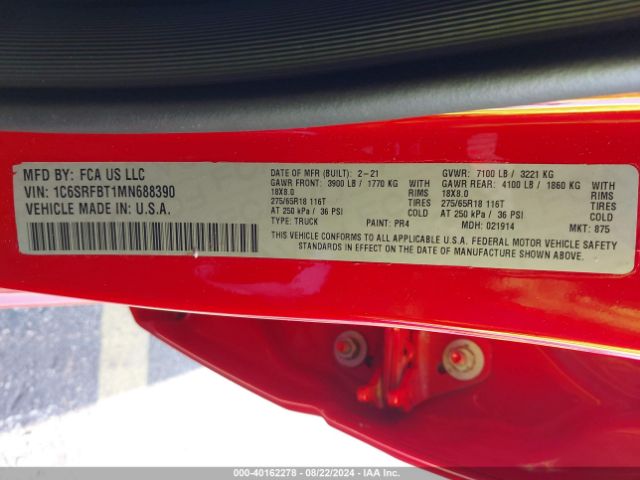 MFD BY: FCA US LLC
VIN: 1C6SRFBT1MN688390
VEHICLE MADE IN U.S.A.
DATE OF MFR (BUILT): 2-21
GAWR FRONT: 3900 LB / 1770 KG WITH
18X8.0 RIMS
275/65R18 116T TIRES
AT 250 kPa / 36 PSI COLD
TYPE: TRUCK PAINT: PR4
GVWR: 7100 LB / 3221 KG
GAWR REAR: 4100 LB / 1860 KG WITH
18X8.0 RIMS
275/65R18 116T TIRES
AT 250 kPa / 36 PSI COLD
MDH: 021914 MKT: 875
THIS VEHICLE CONFORMS TO ALL APPLICABLE U.S.A. FEDERAL MOTOR VEHICLE SAFETY
STANDARDS IN EFFECT ON THE DATE OF MANUFACTURE SHOWN ABOVE.
000-40162278 - 08/22/2024 - IAAI.COM